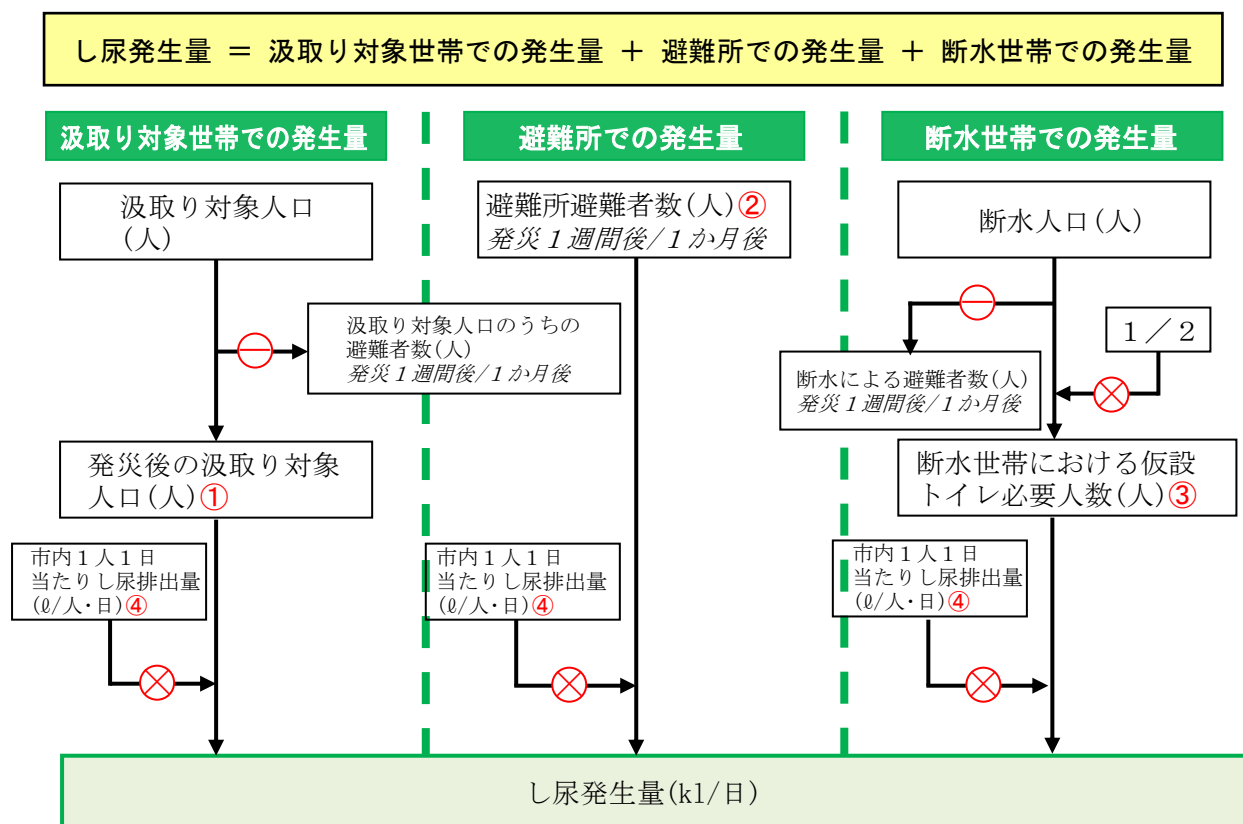 し尿発生量 ＝ 汲取り対象世帯での発生量 ＋ 避難所での発生量 ＋ 断水世帯での発生量
汲取り対象世帯での発生量
避難所での発生量
断水世帯での発生量
汲取り対象人口
(人)
避難所避難者数(人)②
発災１週間後/１か月後
断水人口(人)
汲取り対象人口のうちの
避難者数(人)
発災１週間後/１か月後
１／２
断水による避難者数(人)
発災１週間後/１か月後
発災後の汲取り対象
人口(人)①
断水世帯における仮設
トイレ必要人数(人)③
市内１人１日
当たりし尿排出量
(ℓ/人・日)④
市内１人１日
当たりし尿排出量
(ℓ/人・日)④
市内１人１日
当たりし尿排出量
(ℓ/人・日)④
し尿発生量(kl/日)